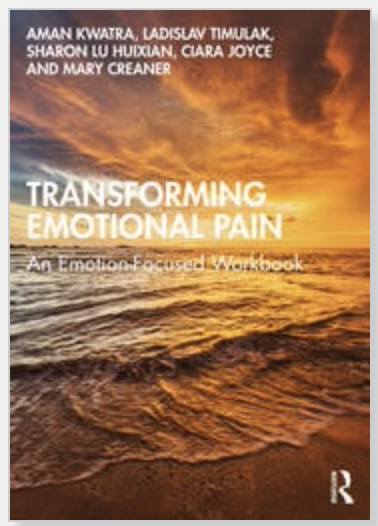 AMAN KWATRA, LADISLAV TIMULAK,
SHARON LU HUIXIAN, CIARA JOYCE
AND MARY CREANER
TRANSFORMING
EMOTIONAL PAIN
An Emotion-Focused Workbook